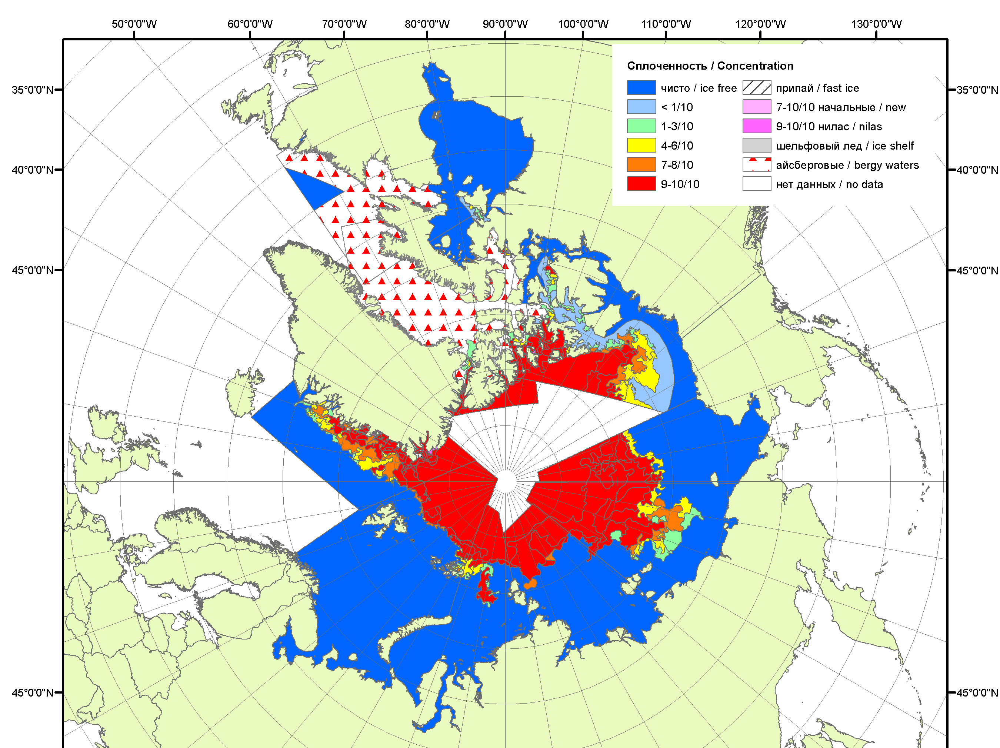 50°0'0"W 60°0'0"W 70°0'0"W 80°0'0"W 90°0'0"W 100°0'0"W 110°0'0"W 120°0'0"W 130°0'0"W
Сплоченность / Concentration
чисто / ice free припай / fast ice
< 1/10 7-10/10 начальные / new
1-3/10 9-10/10 нилас / nilas
4-6/10 шельфовый лед / ice shelf
7-8/10 айсберговые / bergy waters
9-10/10 нет данных / no data
35°0'0"N 35°0'0"N
40°0'0"N 40°0'0"N
45°0'0"N 45°0'0"N
45°0'0"N 45°0'0"N